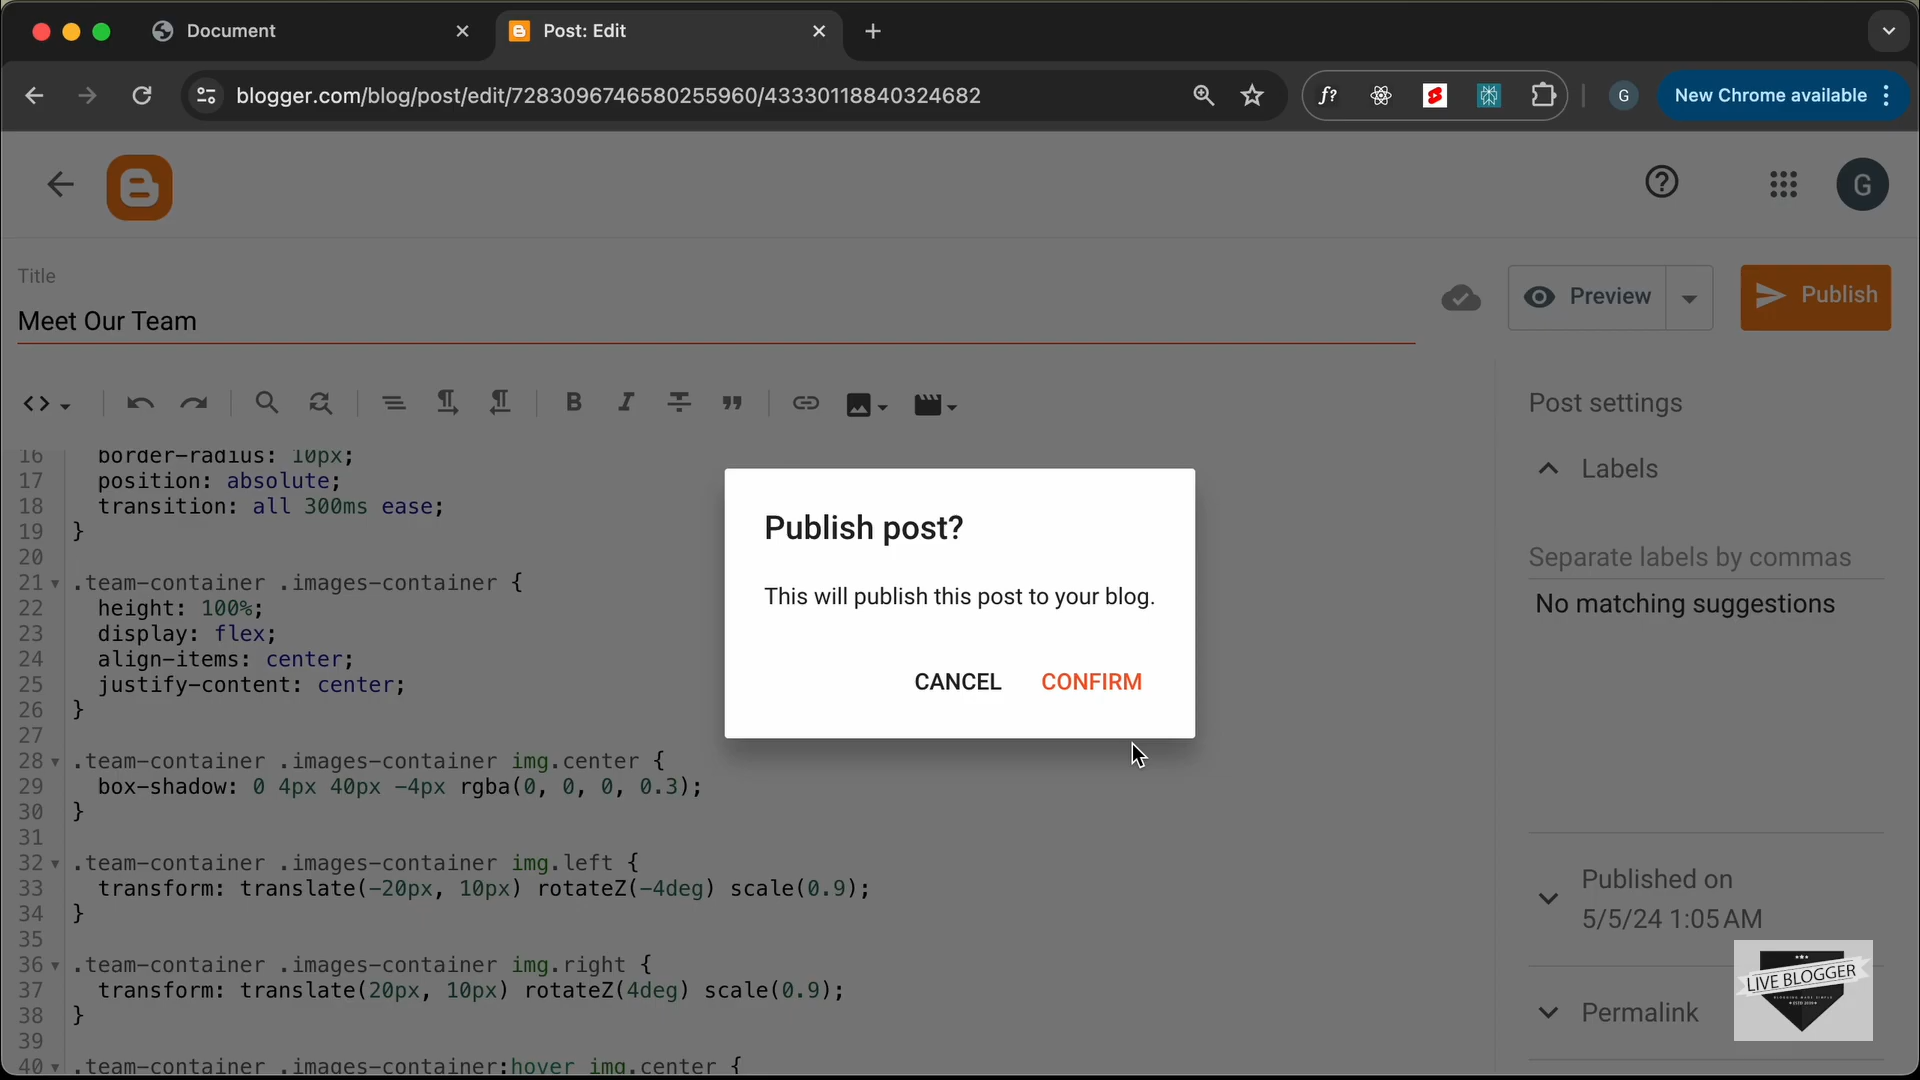 Document
Post: Edit
blogger.com/blog/post/edit/7283096746580255960/43330118840324682
f?
G
New Chrome available
G
Title
Meet Our Team
Preview
Publish
Post settings
Labels
Separate labels by commas
No matching suggestions
Published on
5/5/24 1:05 AM
Permalink
16 border-radius: 10px;
17 position: absolute;
18 transition: all 300ms ease;
19 }
20
21 .team-container .images-container {
22 height: 100%;
23 display: flex;
24 align-items: center;
25 justify-content: center;
26 }
27
28 .team-container .images-container img.center {
29 box-shadow: 0 4px 40px -4px rgba(0, 0, 0, 0.3);
30 }
31
32 .team-container .images-container img.left {
33 transform: translate(-20px, 10px) rotateZ(-4deg) scale(0.9);
34 }
35
36 .team-container .images-container img.right {
37 transform: translate(20px, 10px) rotateZ(4deg) scale(0.9);
38 }
39
40 .team-container .images-container:hover img.center {
Publish post?
This will publish this post to your blog.
CANCEL CONFIRM
LIVE BLOGGER